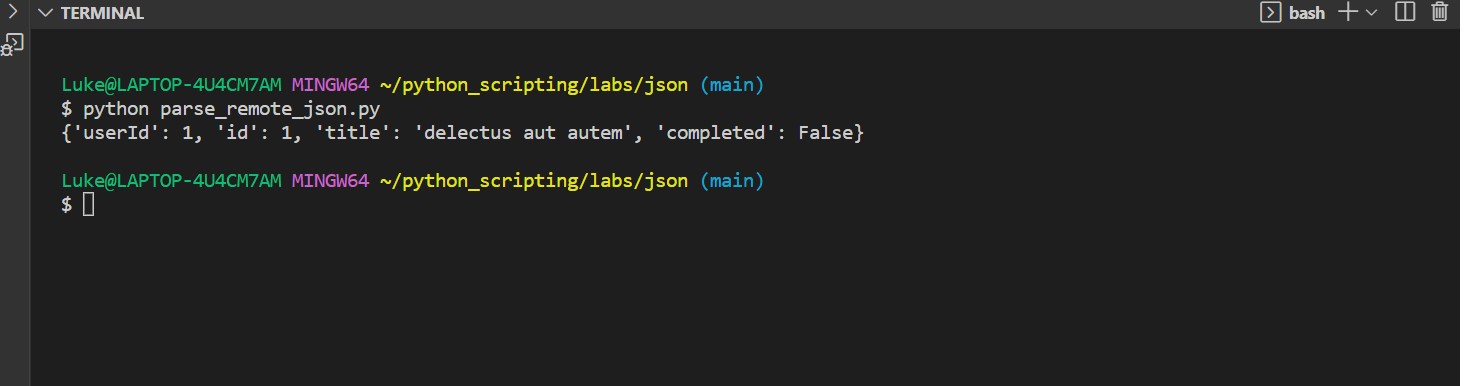 TERMINAL
bash
Luke@LAPTOP-4U4CM7AM MINGW64 ~/python_scripting/labs/json (main)
$ python parse_remote_json.py
{'userId': 1, 'id': 1, 'title': 'delectus aut autem', 'completed': False}
Luke@LAPTOP-4U4CM7AM MINGW64 ~/python_scripting/labs/json (main)
$